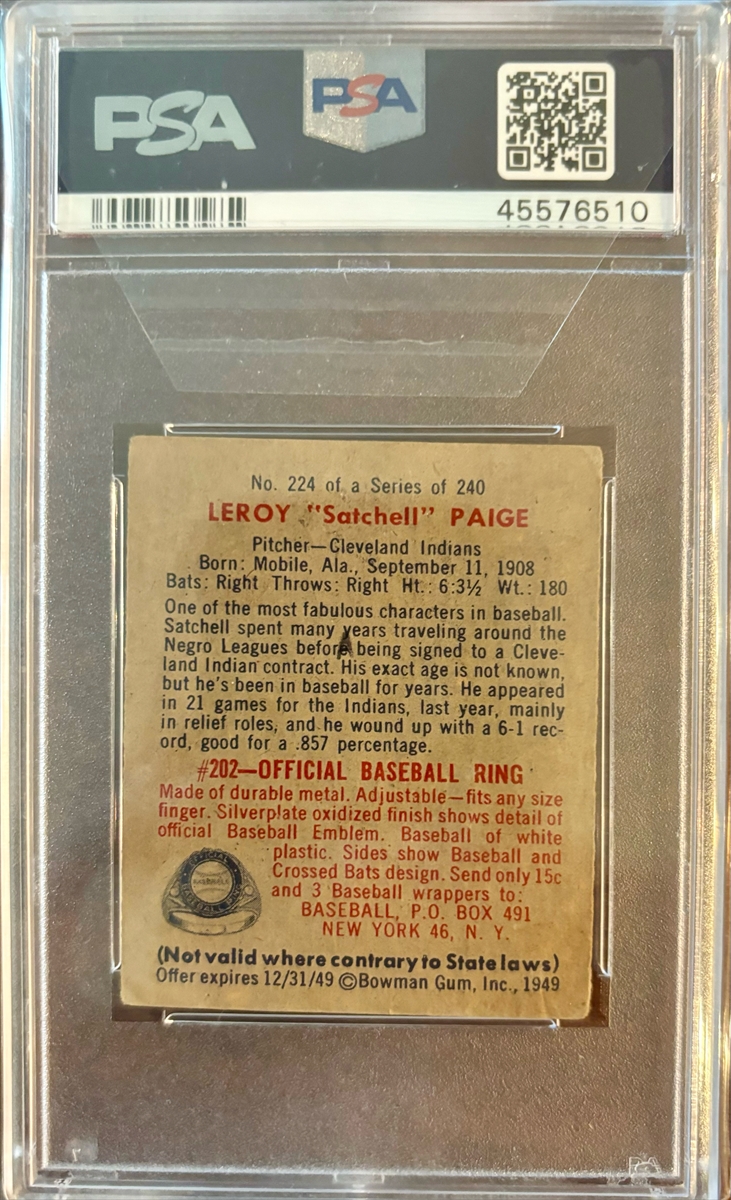 PSA PSA
45576510
No. 224 of a Series of 240
LEROY "Satchell" PAIGE
Pitcher—Cleveland Indians
Born: Mobile, Ala., September 11, 1908
Bats: Right Throws: Right Ht.: 6:3½ Wt.: 180
One of the most fabulous characters in baseball.
Satchell spent many years traveling around the
Negro Leagues before being signed to a Cleve-
land Indian contract. His exact age is not known,
but he's been in baseball for years. He appeared
in 21 games for the Indians, last year, mainly
in relief roles, and he wound up with a 6-1 rec-
ord, good for a .857 percentage.
#202—OFFICIAL BASEBALL RING
Made of durable metal. Adjustable—fits any size
finger. Silverplate oxidized finish shows detail of
official Baseball Emblem. Baseball of white
plastic. Sides show Baseball and
Crossed Bats design. Send only 15c
and 3 Baseball wrappers to:
BASEBALL, P.O. BOX 491
NEW YORK 46, N. Y.
OFFICIAL
BASEBALL
BASEBALL RING
(Not valid where contrary to State laws)
Offer expires 12/31/49 ©Bowman Gum, Inc., 1949
PSA